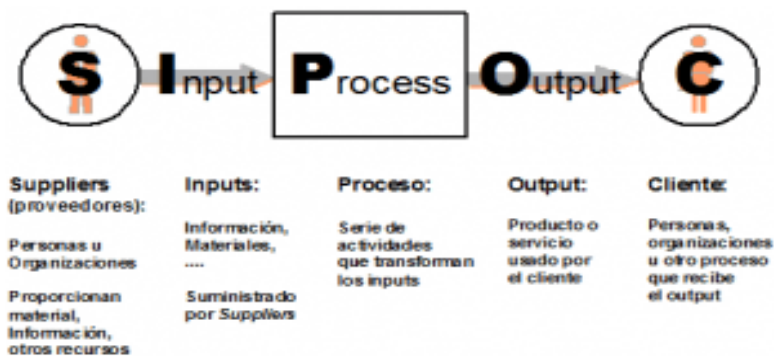 S Input Process Output C
Suppliers
(proveedores):
Personas u
Organizaciones
Proporcionan
material,
Información,
otros recursos
Inputs:
Información,
Materiales,
....
Suministrado
por Suppliers
Proceso:
Serie de
actividades
que transforman
los inputs
Output:
Producto o
servicio
usado por
el cliente
Cliente:
Personas,
organizaciones
u otro proceso
que recibe
el output